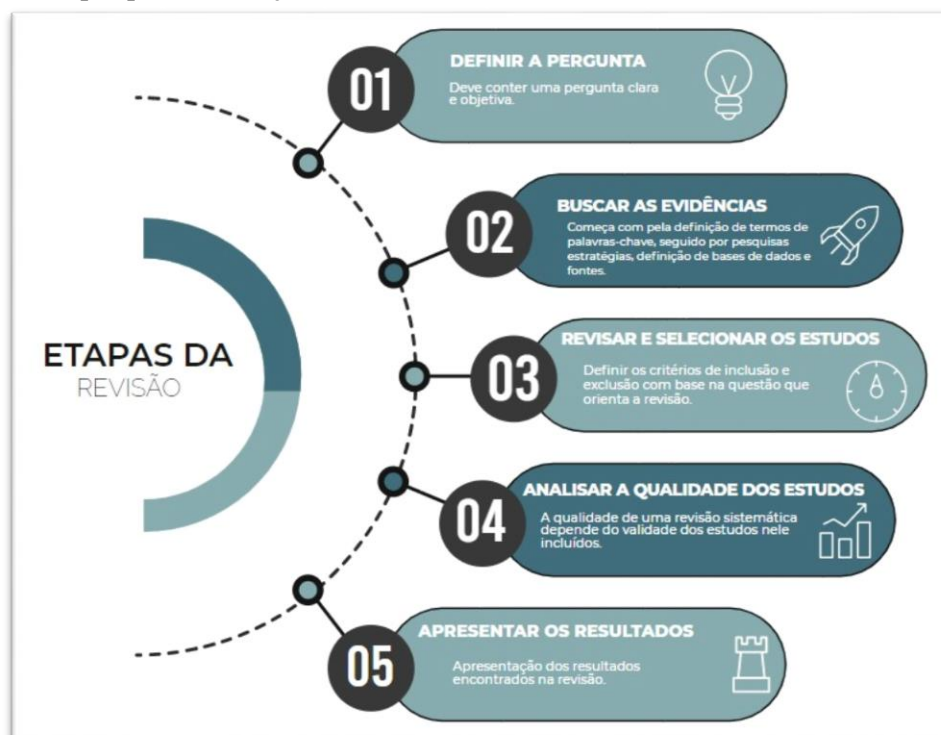 01
DEFINIR A PERGUNTA
Deve conter uma pergunta clara
e objetiva.
02
BUSCAR AS EVIDÊNCIAS
Começa com pela definição de termos de
palavras-chave, seguido por pesquisas
estratégias, definição de bases de dados e
fontes.
ETAPAS DA
REVISÃO
03
REVISAR E SELECIONAR OS ESTUDOS
Definir os critérios de inclusão e
exclusão com base na questão que
orienta a revisão.
04
ANALISAR A QUALIDADE DOS ESTUDOS
A qualidade de uma revisão sistemática
depende do validade dos estudos nele
incluídos.
05
APRESENTAR OS RESULTADOS
Apresentação dos resultados
encontrados na revisão.